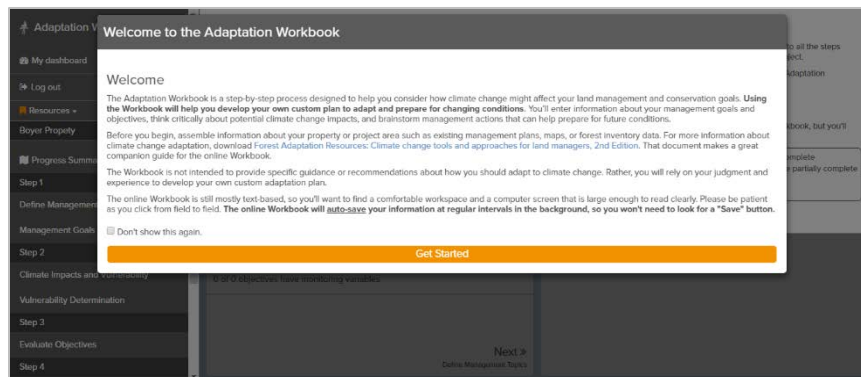 Adaptation W
My dashboard
Log out
Resources
Boyer Propety
Progress Summa
Step 1
Define Management
Management Goals
Step 2
Climate Impacts and Vulnerability
Vulnerability Determination
Step 3
Evaluate Objectives
Step 4
Welcome to the Adaptation Workbook
Welcome
The Adaptation Workbook is a step-by-step process designed to help you consider how climate change might affect your land management and conservation goals. Using
the Workbook will help you develop your own custom plan to adapt and prepare for changing conditions. You'll enter information about your management goals and
objectives, think critically about potential climate change impacts, and brainstorm management actions that can help prepare for future conditions.
Before you begin, assemble information about your property or project area such as existing management plans, maps, or forest inventory data. For more information about
climate change adaptation, download Forest Adaptation Resources: Climate change tools and approaches for land managers, 2nd Edition. That document makes a great
companion guide for the online Workbook.
The Workbook is not intended to provide specific guidance or recommendations about how you should adapt to climate change. Rather, you will rely on your judgment and
experience to develop your own custom adaptation plan.
The online Workbook is still mostly text-based, so you'll want to find a comfortable workspace and a computer screen that is large enough to read clearly. Please be patient
as you click from field to field. The online Workbook will auto-save your information at regular intervals in the background, so you won't need to look for a "Save" button.
Don't show this again.
Get Started
to all the steps
ject.
Adaptation
kbook, but you'll
mplete
partially complete
0 of 0 objectives have monitoring variables
Next »
Define Management Topics